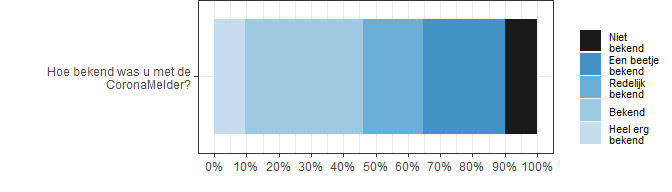 Hoe bekend was u met de
CoronaMelder?
0% 10% 20% 30% 40% 50% 60% 70% 80% 90% 100%
Niet
bekend
Een beetje
bekend
Redelijk
bekend
Bekend
Heel erg
bekend